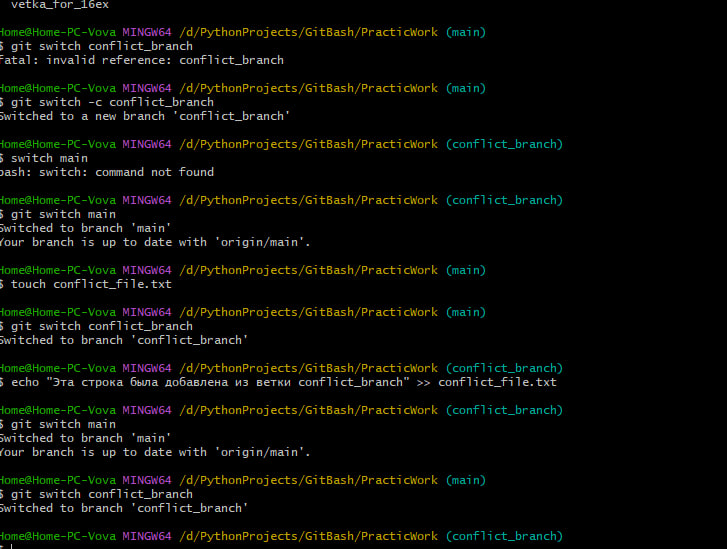 vetka_for_16ex
Home@Home-PC-Vova MINGW64 /d/PythonProjects/GitBash/PracticWork (main)
$ git switch conflict_branch
fatal: invalid reference: conflict_branch
Home@Home-PC-Vova MINGW64 /d/PythonProjects/GitBash/PracticWork (main)
$ git switch -c conflict_branch
Switched to a new branch 'conflict_branch'
Home@Home-PC-Vova MINGW64 /d/PythonProjects/GitBash/PracticWork (conflict_branch)
$ switch main
bash: switch: command not found
Home@Home-PC-Vova MINGW64 /d/PythonProjects/GitBash/PracticWork (conflict_branch)
$ git switch main
Switched to branch 'main'
Your branch is up to date with 'origin/main'.
Home@Home-PC-Vova MINGW64 /d/PythonProjects/GitBash/PracticWork (main)
$ touch conflict_file.txt
Home@Home-PC-Vova MINGW64 /d/PythonProjects/GitBash/PracticWork (main)
$ git switch conflict_branch
Switched to branch 'conflict_branch'
Home@Home-PC-Vova MINGW64 /d/PythonProjects/GitBash/PracticWork (conflict_branch)
$ echo "Эта строка была добавлена из ветки conflict_branch" >> conflict_file.txt
Home@Home-PC-Vova MINGW64 /d/PythonProjects/GitBash/PracticWork (conflict_branch)
$ git switch main
Switched to branch 'main'
Your branch is up to date with 'origin/main'.
Home@Home-PC-Vova MINGW64 /d/PythonProjects/GitBash/PracticWork (main)
$ git switch conflict_branch
Switched to branch 'conflict_branch'
Home@Home-PC-Vova MINGW64 /d/PythonProjects/GitBash/PracticWork (conflict_branch)
$